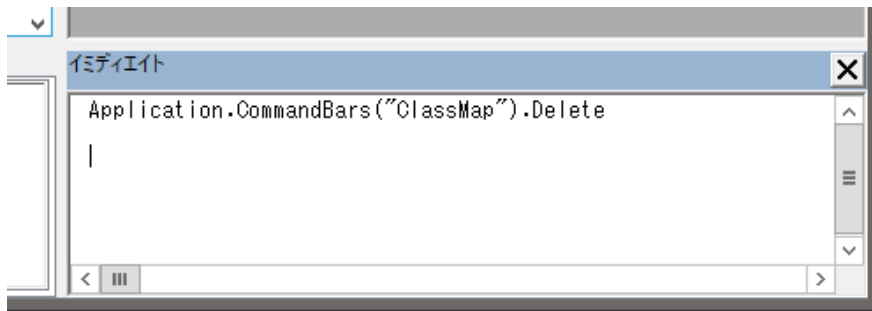 イミディエイト
Application.CommandBars("ClassMap").Delete